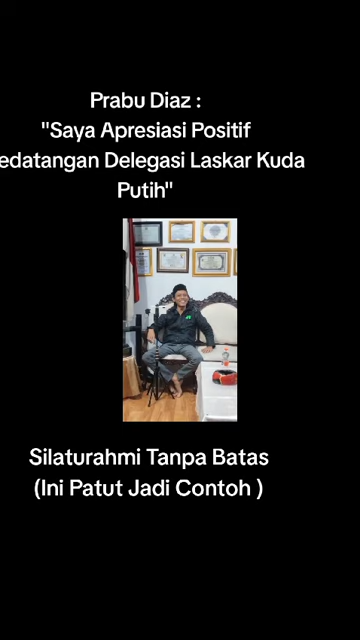 Prabu Diaz :
"Saya Apresiasi Positif
edatangan Delegasi Laskar Kuda
Putih"
Silaturahmi Tanpa Batas
(Ini Patut Jadi Contoh )